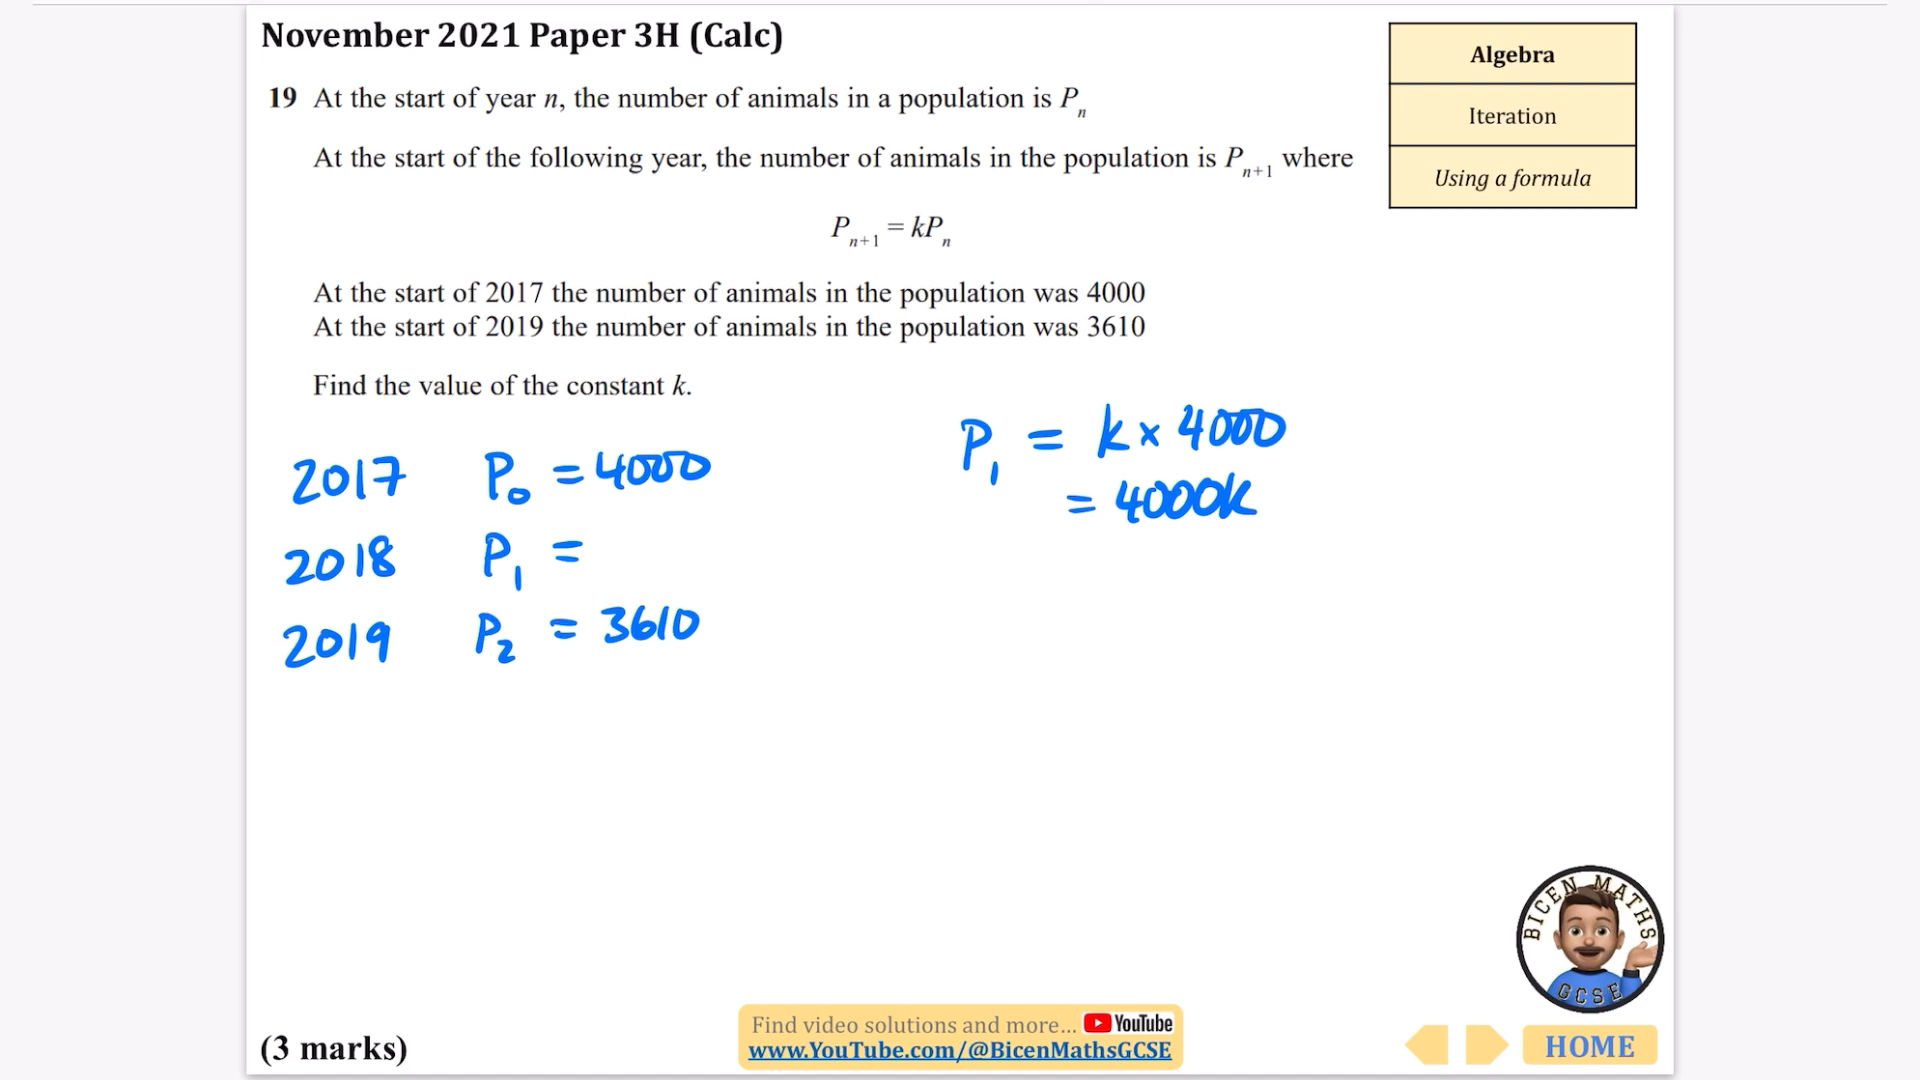 November 2021 Paper 3H (Calc)
Algebra
Iteration
Using a formula
19 At the start of year n, the number of animals in a population is Pₙ
At the start of the following year, the number of animals in the population is Pₙ₊₁ where
Pₙ₊₁ = kPₙ
At the start of 2017 the number of animals in the population was 4000
At the start of 2019 the number of animals in the population was 3610
Find the value of the constant k.
2017 P₀ = 4000
2018 P₁ =
2019 P₂ = 3610
P₁ = k × 4000
= 4000k
BICEN MATHS
GCSE
(3 marks)
Find video solutions and more... YouTube
www.YouTube.com/@BicenMathsGCSE
HOME